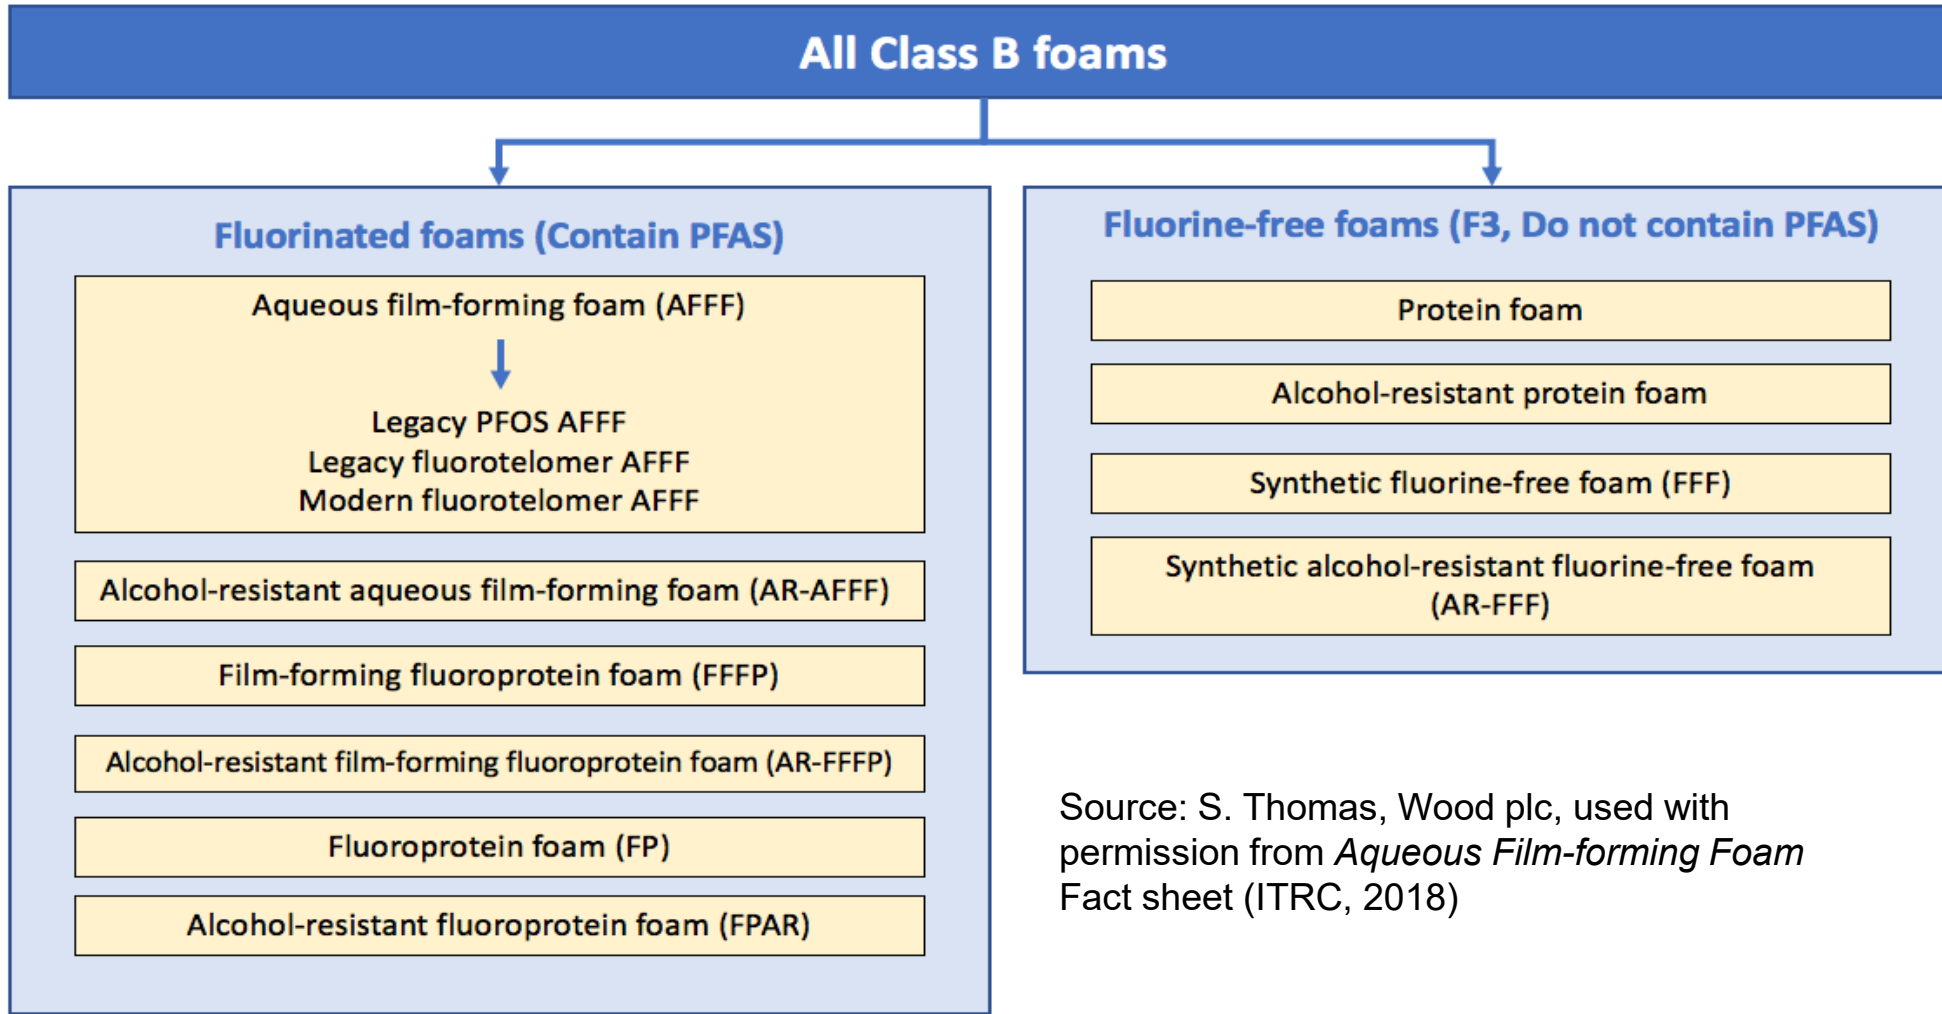 All Class B foams
Fluorinated foams (Contain PFAS)
Aqueous film-forming foam (AFFF)
Legacy PFOS AFFF
Legacy fluorotelomer AFFF
Modern fluorotelomer AFFF
Alcohol-resistant aqueous film-forming foam (AR-AFFF)
Film-forming fluoroprotein foam (FFFP)
Alcohol-resistant film-forming fluoroprotein foam (AR-FFFP)
Fluoroprotein foam (FP)
Alcohol-resistant fluoroprotein foam (FPAR)
Fluorine-free foams (F3, Do not contain PFAS)
Protein foam
Alcohol-resistant protein foam
Synthetic fluorine-free foam (FFF)
Synthetic alcohol-resistant fluorine-free foam
(AR-FFF)
Source: S. Thomas, Wood plc, used with
permission from Aqueous Film-forming Foam
Fact sheet (ITRC, 2018)